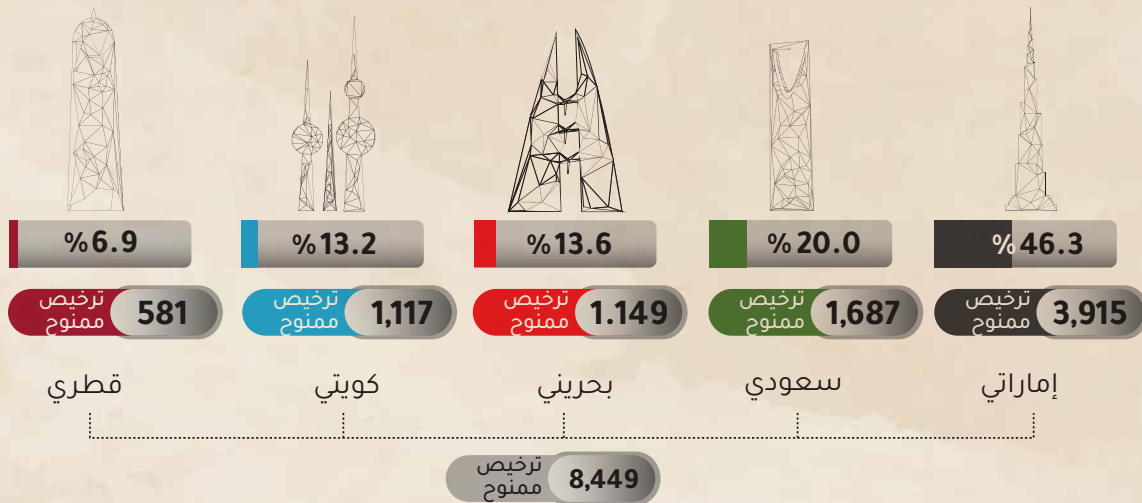 %46.3 %20.0 %13.6 %13.2 %6.9
ترخيص ممنوح 3,915
ترخيص ممنوح 1,687
ترخيص ممنوح 1.149
ترخيص ممنوح 1,117
ترخيص ممنوح 581
إماراتي سعودي بحريني كويتي قطري
ترخيص ممنوح 8,449